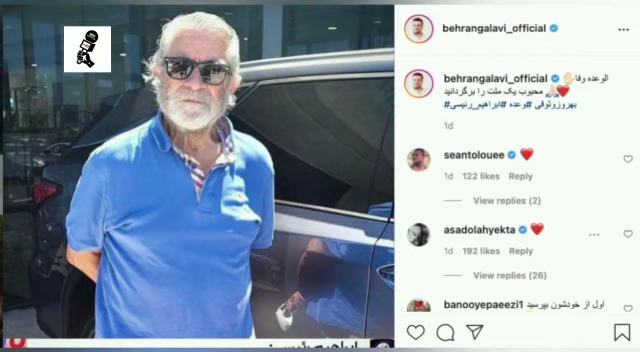 behrangalavi_official
behrangalavi_official الوعده وفا✋🏻
محبوب یک ملت را برگردانید 🙏🏻❤️
#بهروزوثوقی #وعده #ابراهیم_رئیسی
1d
seantolouee ❤️
1d 122 likes Reply
View replies (2)
asadolahyekta ❤️
1d 192 likes Reply
View replies (26)
banooyepaeezi1 اول از خودشون بپرسید